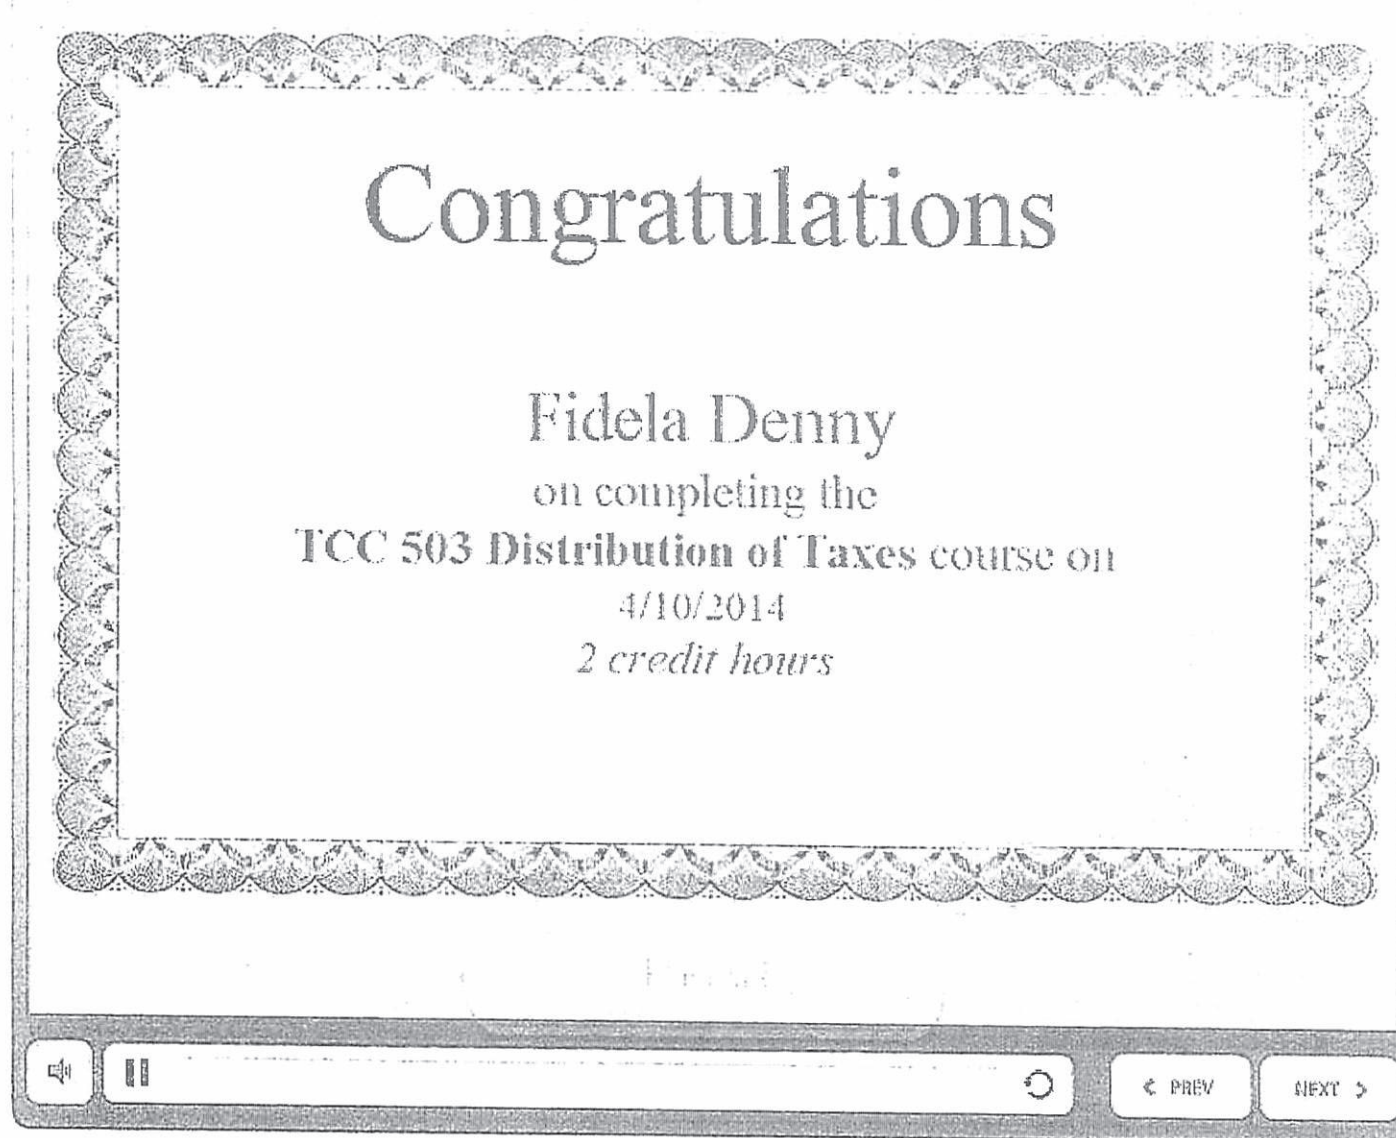 Congratulations
Fidela Denny
on completing the
TCC 503 Distribution of Taxes course on
4/10/2014
2 credit hours
< PREV
NEXT >